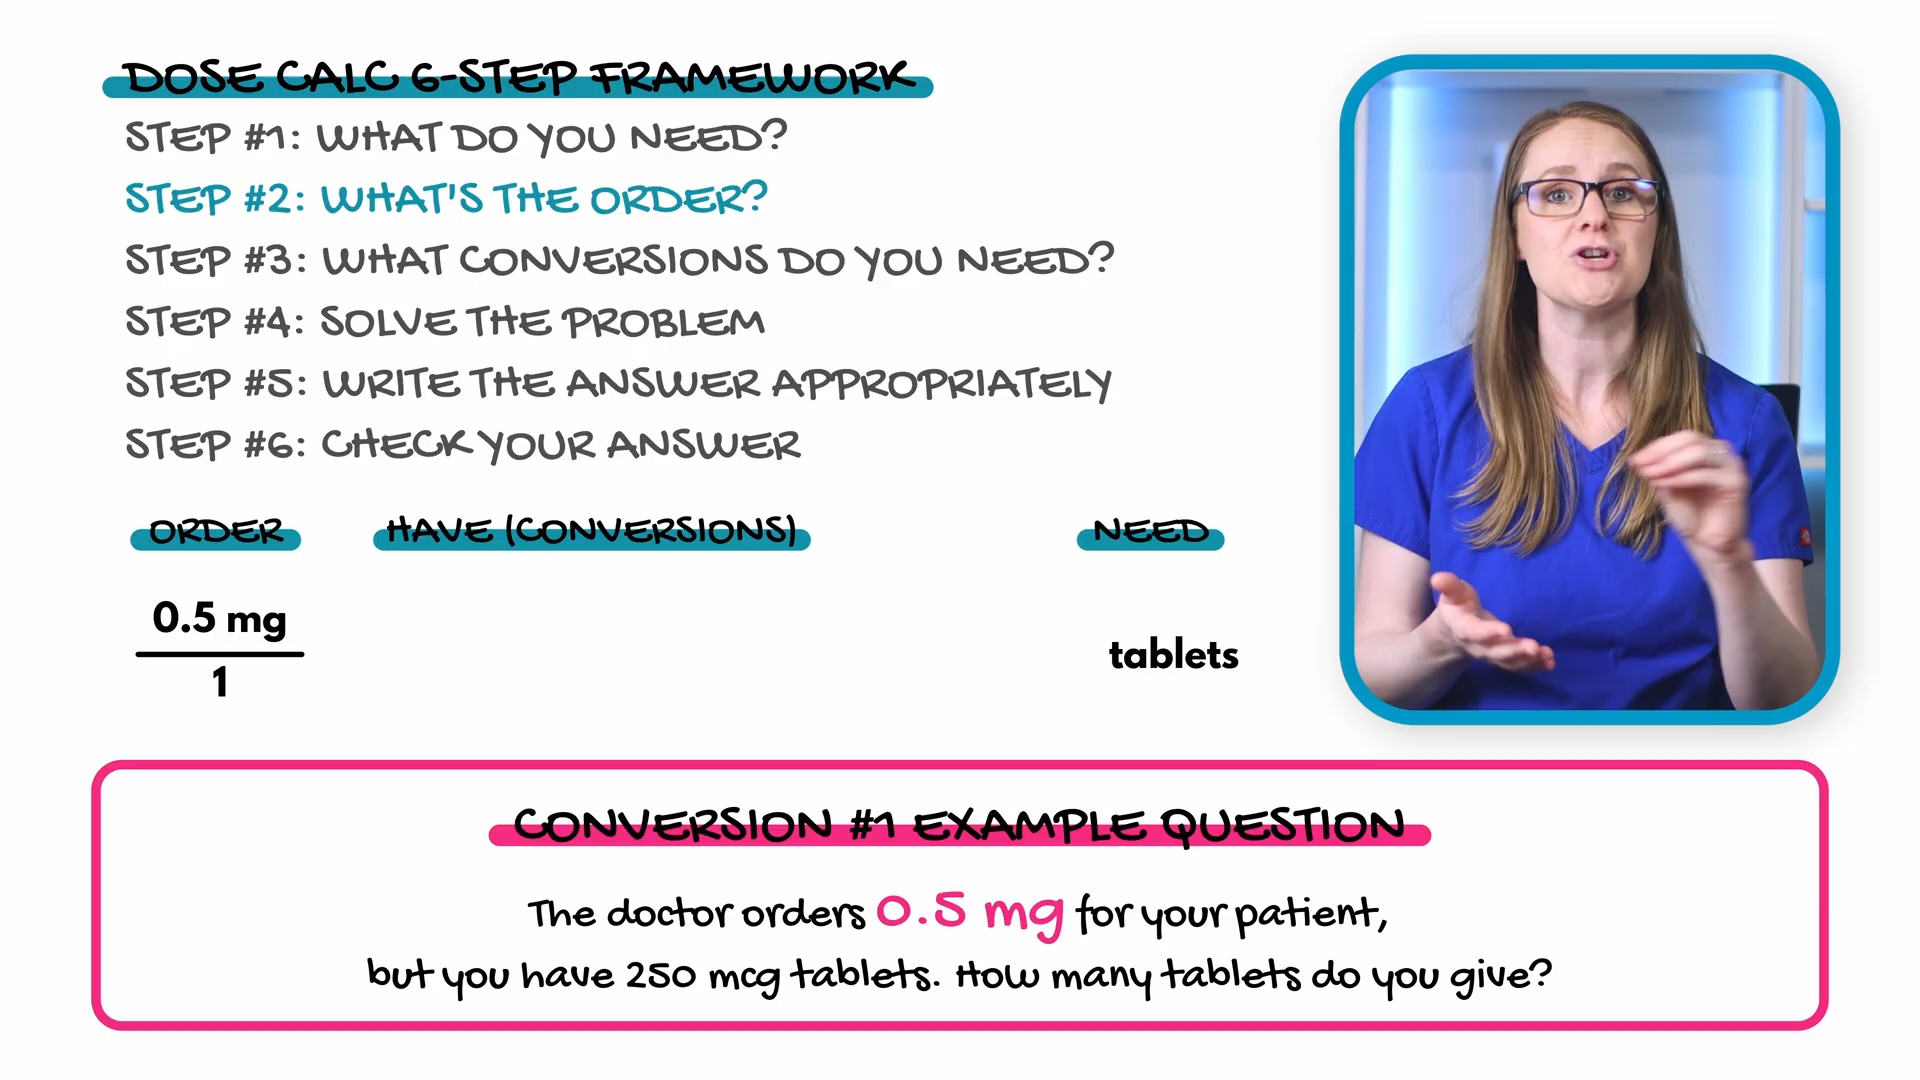 DOSE CALC 6-STEP FRAMEWORK
STEP #1: WHAT DO YOU NEED?
STEP #2: WHAT'S THE ORDER?
STEP #3: WHAT CONVERSIONS DO YOU NEED?
STEP #4: SOLVE THE PROBLEM
STEP #5: WRITE THE ANSWER APPROPRIATELY
STEP #6: CHECK YOUR ANSWER
ORDER HAVE (CONVERSIONS) NEED
0.5 mg
tablets
1
CONVERSION #1 EXAMPLE QUESTION
The doctor orders 0.5 mg for your patient,
but you have 250 mcg tablets. How many tablets do you give?